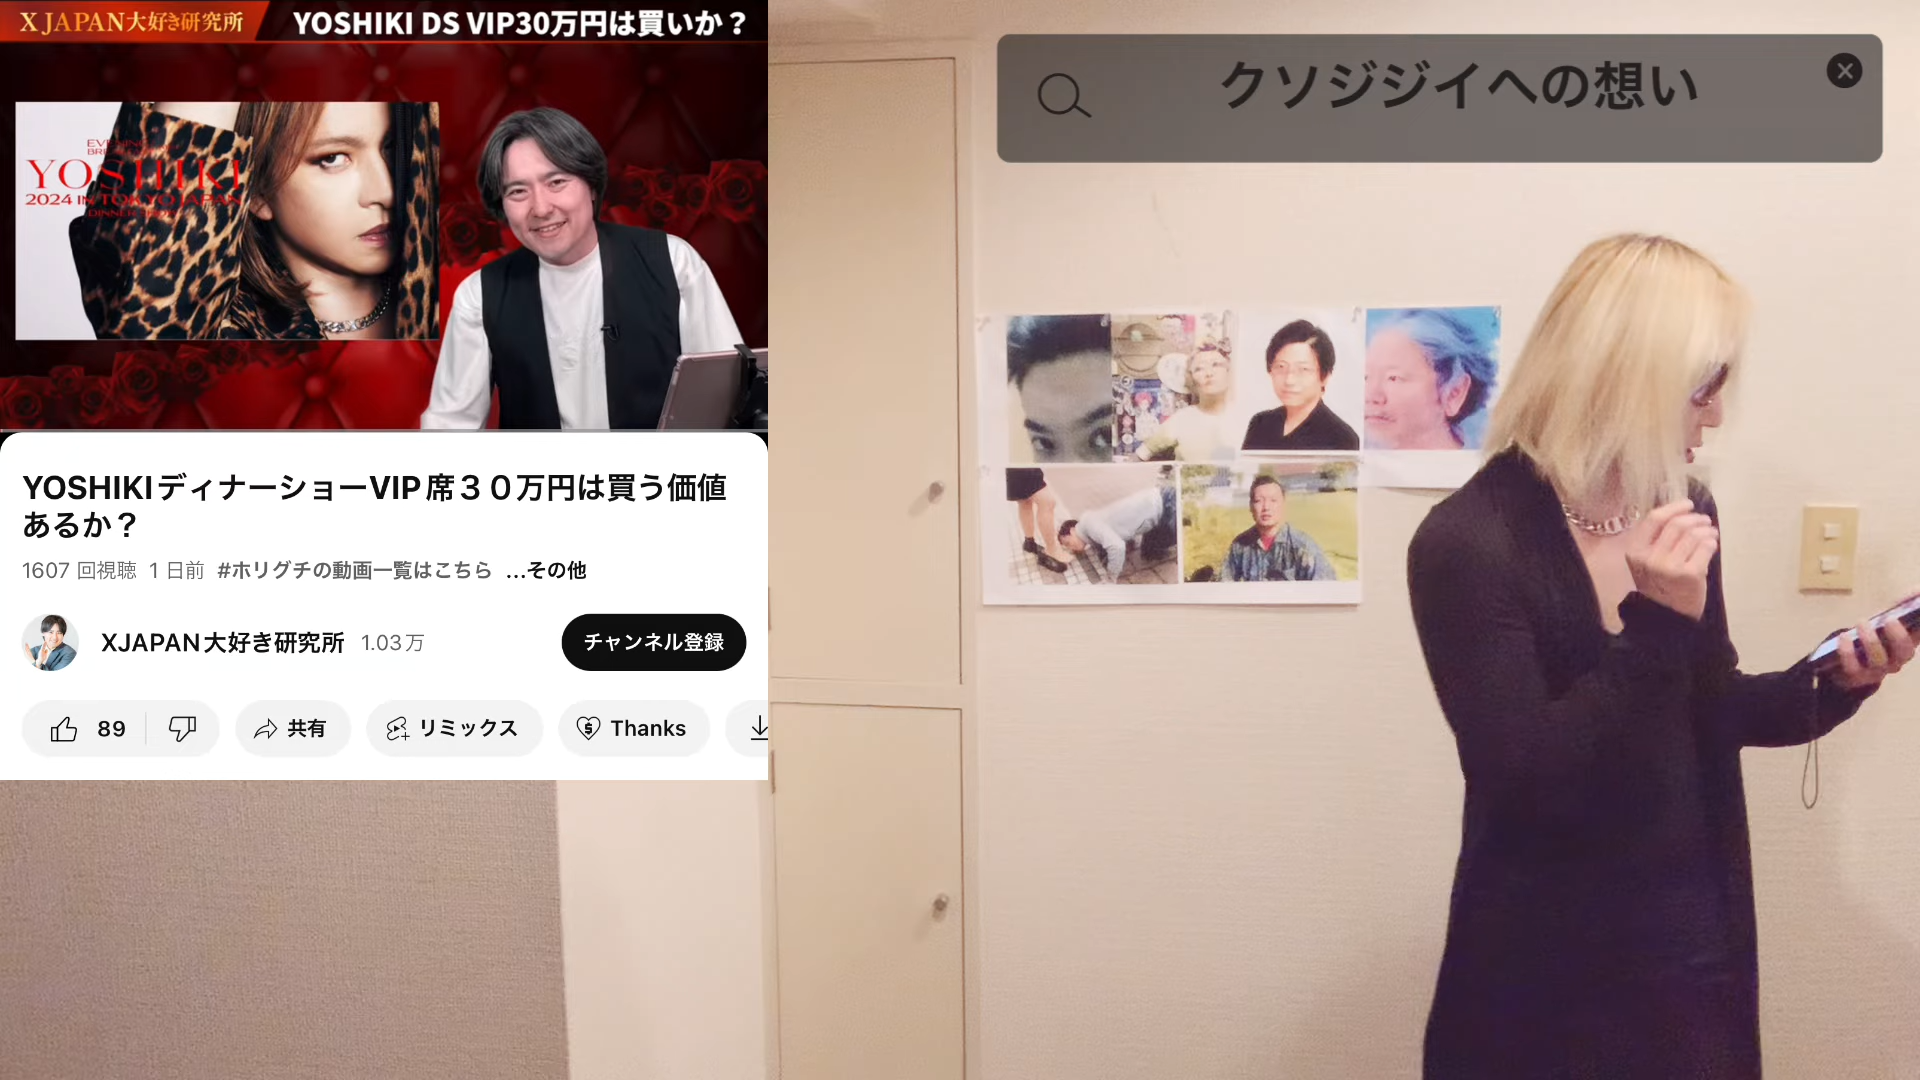 XJAPAN大好き研究所
YOSHIKI DS VIP30万円は買いか？
YOSHIKI
2024 IN TOKYO JAPAN
YOSHIKIディナーショーVIP席３０万円は買う価値
あるか？
1607 回視聴 1 日前 #ホリグチの動画一覧はこちら ...その他
XJAPAN大好き研究所 1.03万
チャンネル登録
89
共有
リミックス
Thanks
クソジジイへの想い